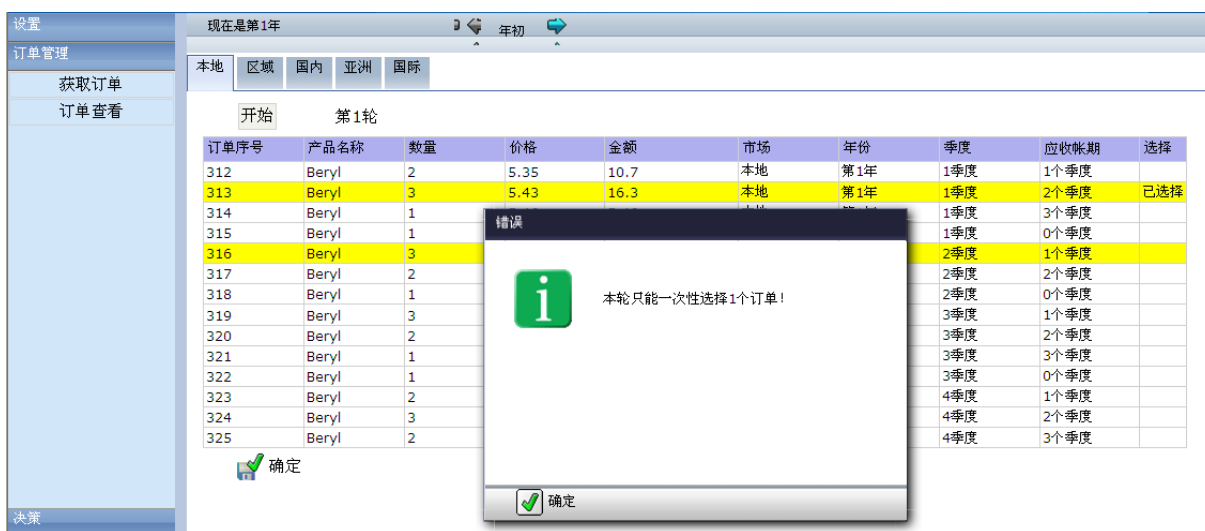 设置
现在是第1年 年初
订单管理
获取订单
订单查看
本地 区域 国内 亚洲 国际
开始 第1轮
订单序号 产品名称 数量 价格 金额 市场 年份 季度 应收帐期 选择
312 Beryl 2 5.35 10.7 本地 第1年 1季度 1个季度
313 Beryl 3 5.43 16.3 本地 第1年 1季度 2个季度 已选择
314 Beryl 1 1季度 3个季度
315 Beryl 1 1季度 0个季度
316 Beryl 3 2季度 1个季度
317 Beryl 2 2季度 2个季度
318 Beryl 1 2季度 0个季度
319 Beryl 3 3季度 1个季度
320 Beryl 2 3季度 2个季度
321 Beryl 1 3季度 3个季度
322 Beryl 1 3季度 0个季度
323 Beryl 2 4季度 1个季度
324 Beryl 3 4季度 2个季度
325 Beryl 2 4季度 3个季度
确定
错误
本轮只能一次性选择1个订单!
确定
决策